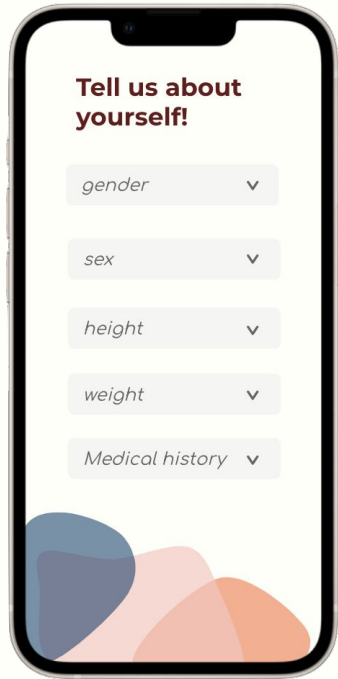 Tell us about
yourself!
gender
sex
height
weight
Medical history